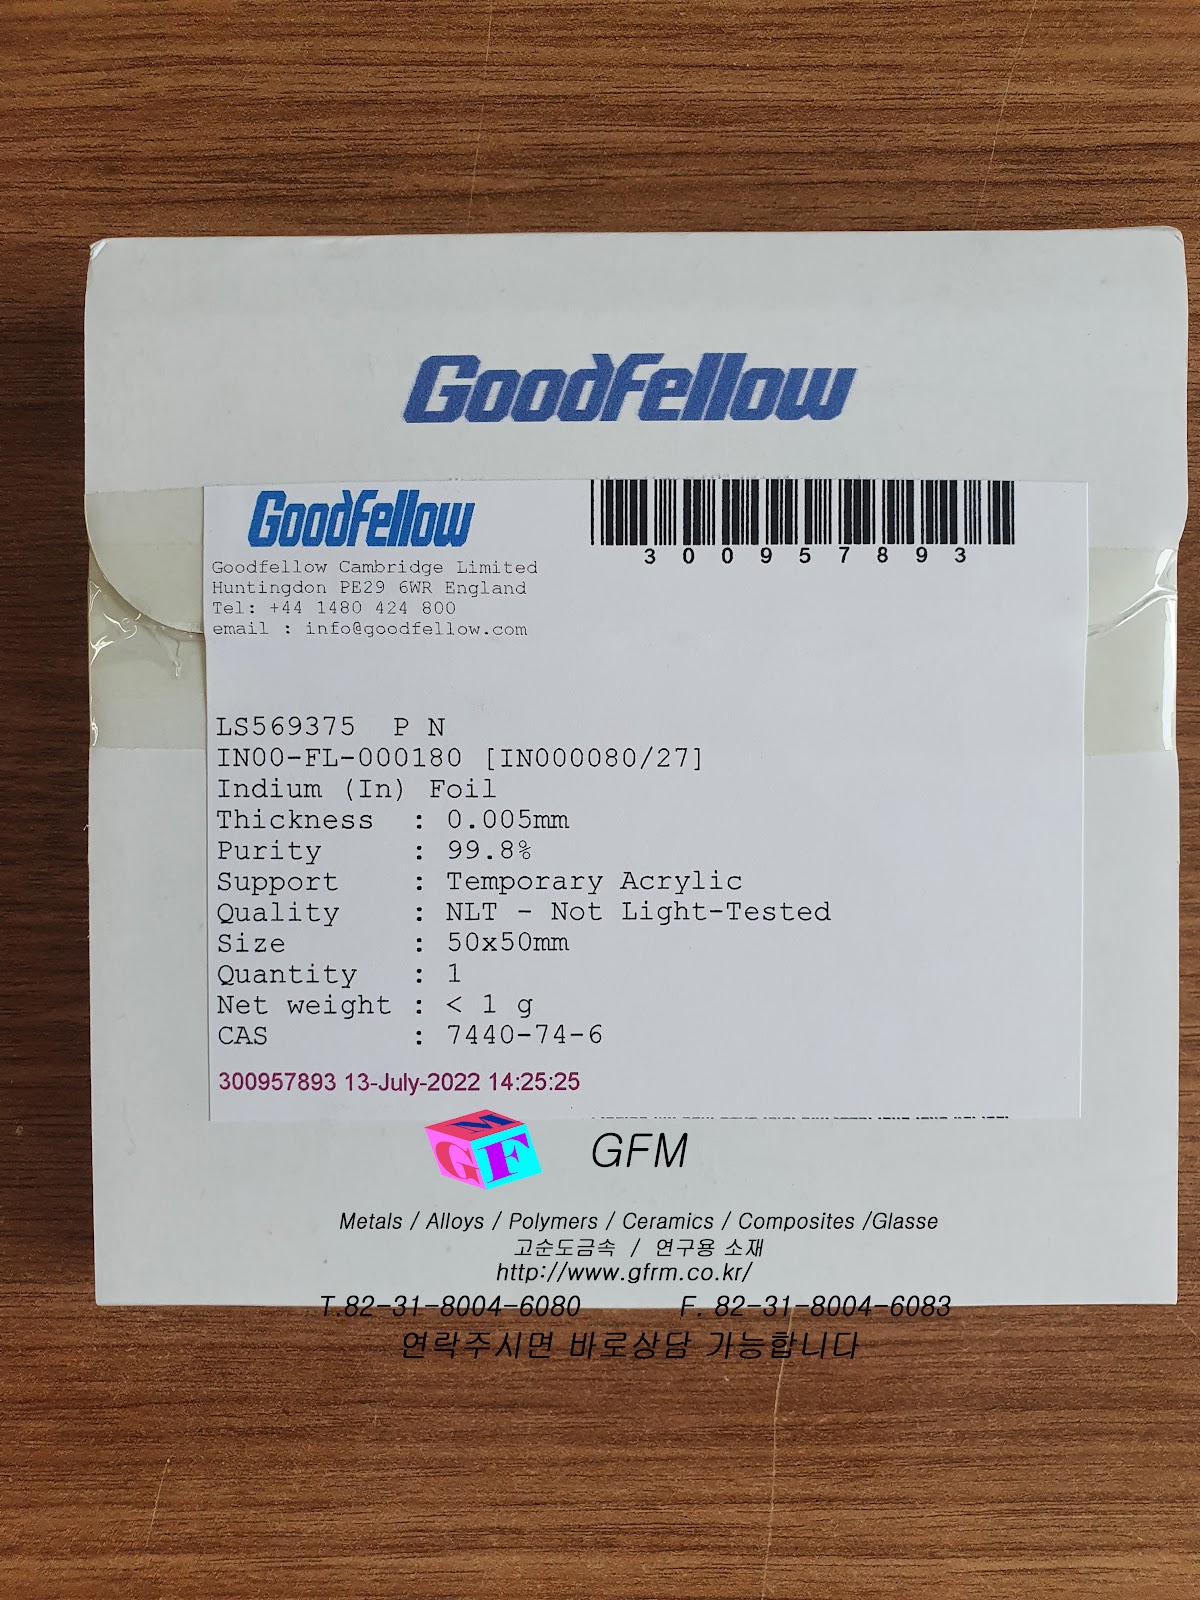 Goodfellow
Goodfellow
300957893
Goodfellow Cambridge Limited
Huntingdon PE29 6WR England
Tel: +44 1480 424 800
email : info@goodfellow.com
LS569375 P N
IN00-FL-000180 [IN000080/27]
Indium (In) Foil
Thickness : 0.005mm
Purity : 99.8%
Support : Temporary Acrylic
Quality : NLT - Not Light-Tested
Size : 50x50mm
Quantity : 1
Net weight : < 1 g
CAS : 7440-74-6
300957893 13-July-2022 14:25:25
GFM
GFM
Metals / Alloys / Polymers / Ceramics / Composites /Glasse
고순도금속 / 연구용 소재
http://www.gfrm.co.kr/
T.82-31-8004-6080 F. 82-31-8004-6083
연락주시면 바로상담 가능합니다